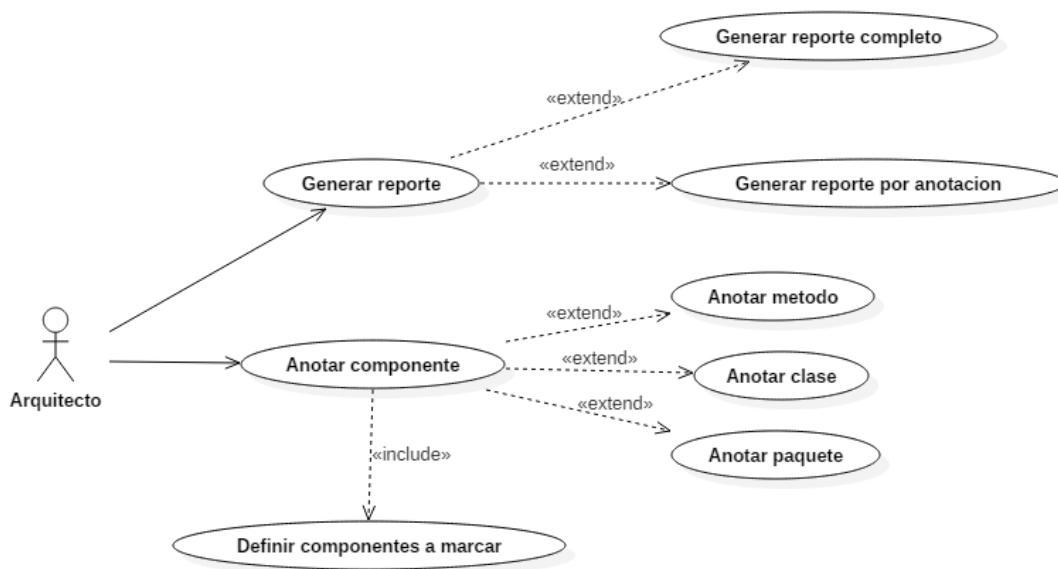 Generar reporte completo
«extend»
«extend»
Generar reporte
Generar reporte por anotacion
Anotar metodo
«extend»
Anotar componente
«extend»
Anotar clase
Arquitecto
«extend»
Anotar paquete
«include»
Definir componentes a marcar